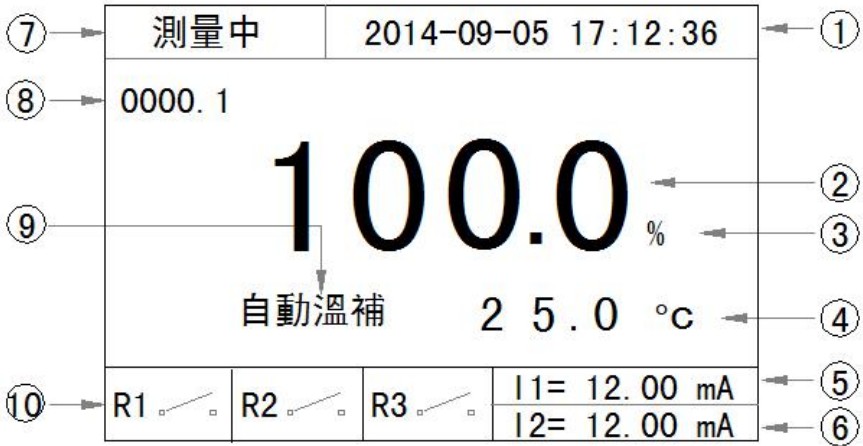 ⑦ 測量中 2014-09-05 17:12:36 ①
⑧ 0000.1
100.0 ②
⑨ % ③
自動溫補 25.0 °C ④
I1= 12.00 mA ⑤
⑩ R1 R2 R3
I2= 12.00 mA ⑥